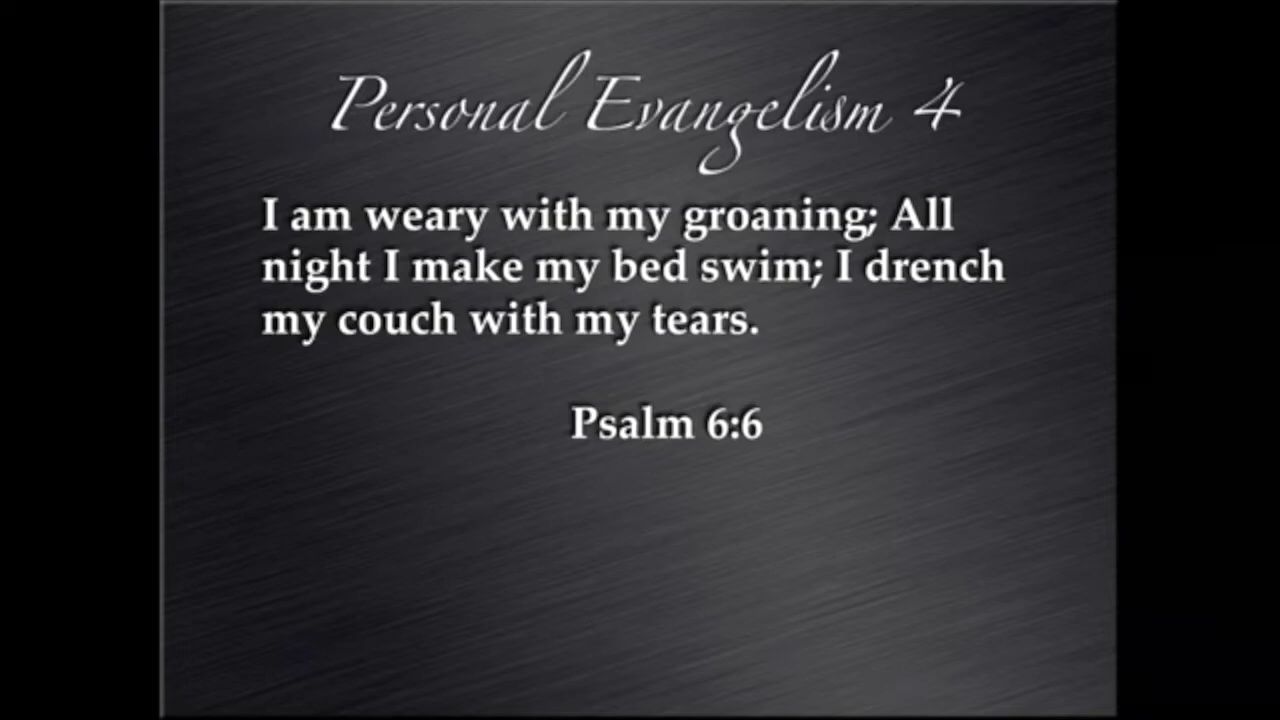 Personal Evangelism 4
I am weary with my groaning; All
night I make my bed swim; I drench
my couch with my tears.
Psalm 6:6